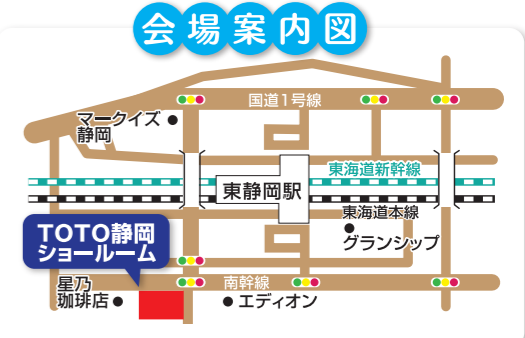 会場案内図
国道1号線
マークイズ
静岡
東海道新幹線
東静岡駅
東海道本線
グランシップ
TOTO静岡
ショールーム
星乃
珈琲店
南幹線
エディオン